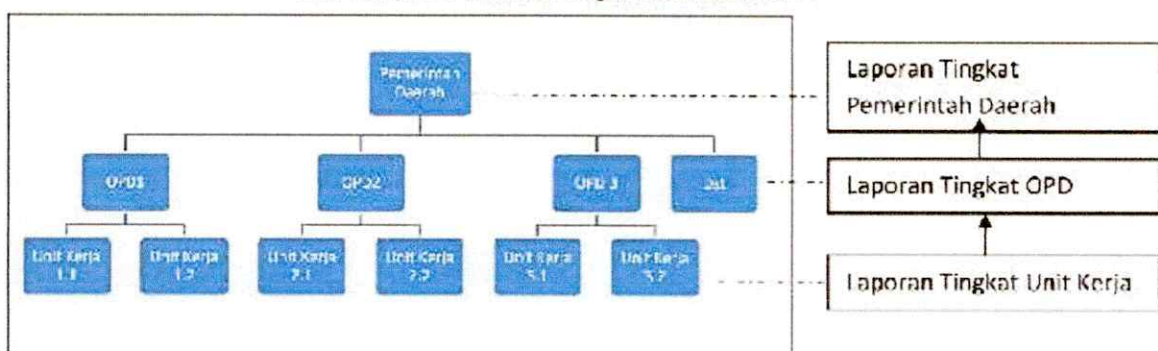 Pemerintah
Daerah
OPD1
OPD2
OPD 3
Dst
Unit Kerja
1.1
Unit Kerja
1.2
Unit Kerja
2.1
Unit Kerja
2.2
Unit Kerja
3.1
Unit Kerja
3.2
Laporan Tingkat
Pemerintah Daerah
Laporan Tingkat OPD
Laporan Tingkat Unit Kerja